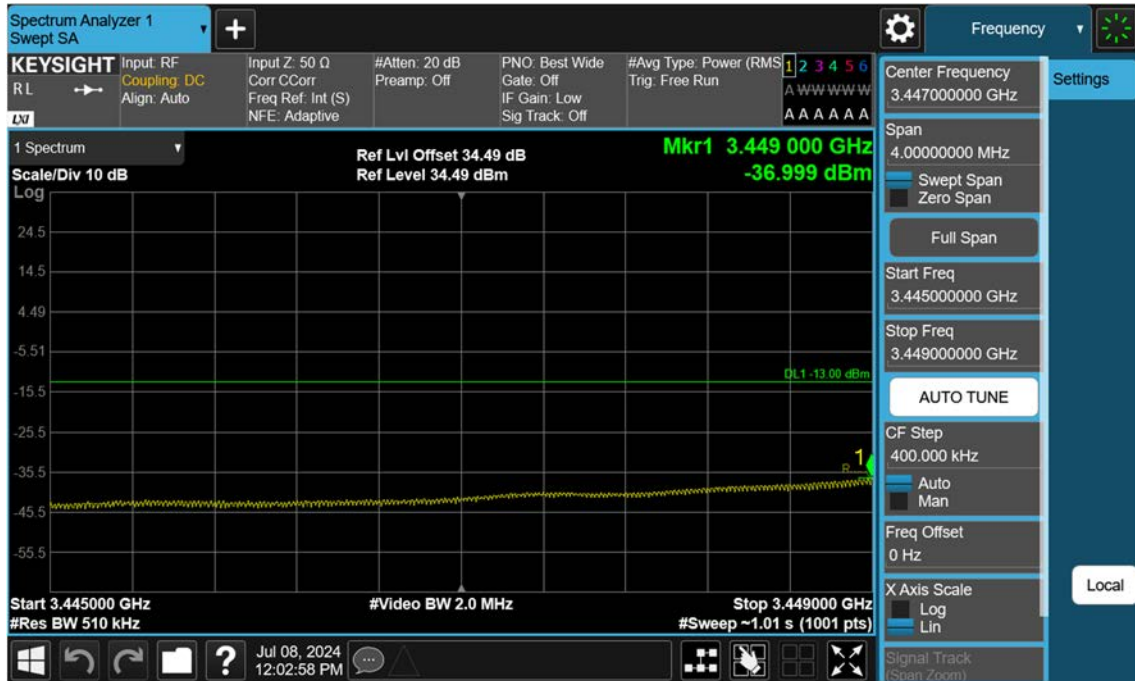 Spectrum Analyzer 1
Swept SA
Frequency
KEYSIGHT
RL
LXI
Input: RF
Coupling: DC
Align: Auto
Input Z: 50 Ω
Corr CCorr
Freq Ref: Int (S)
NFE: Adaptive
#Atten: 20 dB
Preamp: Off
PNO: Best Wide
Gate: Off
IF Gain: Low
Sig Track: Off
#Avg Type: Power (RMS
Trig: Free Run
1 2 3 4 5 6
A W W W W W
A A A A A A
1 Spectrum
Scale/Div 10 dB
Log
Ref Lvl Offset 34.49 dB
Ref Level 34.49 dBm
Mkr1 3.449 000 GHz
-36.999 dBm
24.5
14.5
4.49
-5.51
DL1 -13.00 dBm
-15.5
-25.5
1
-35.5
-45.5
-55.5
Start 3.445000 GHz
#Res BW 510 kHz
#Video BW 2.0 MHz
Stop 3.449000 GHz
#Sweep ~1.01 s (1001 pts)
Jul 08, 2024
12:02:58 PM
Center Frequency
3.447000000 GHz
Span
4.00000000 MHz
Swept Span
Zero Span
Full Span
Start Freq
3.445000000 GHz
Stop Freq
3.449000000 GHz
AUTO TUNE
CF Step
400.000 kHz
Auto
Man
Freq Offset
0 Hz
X Axis Scale
Log
Lin
Signal Track
(Span Zoom)
Settings
Local